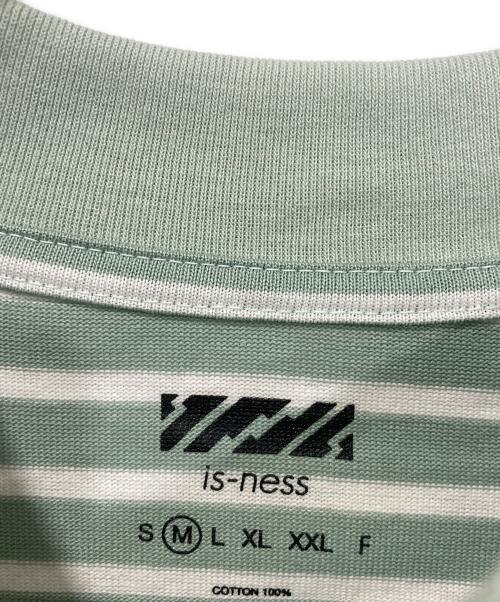 is-ness
S M L XL XXL F
COTTON 100%